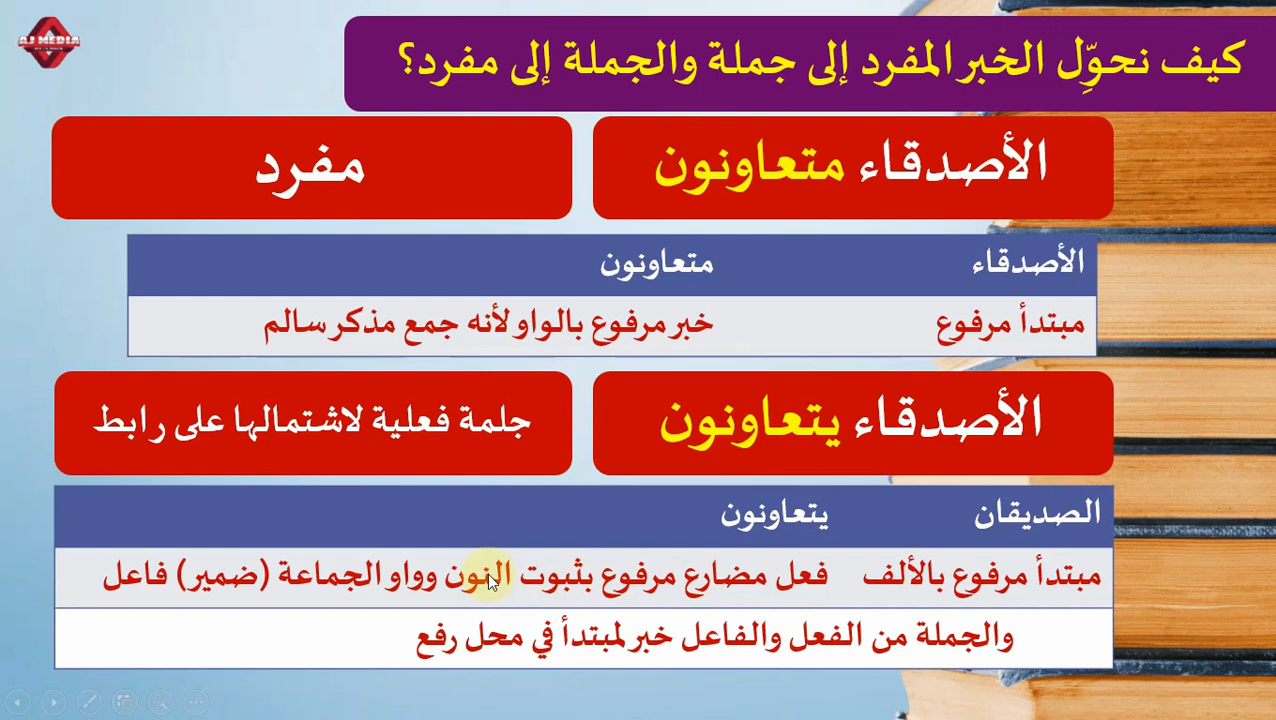 AJ MEDIA
كيف نحوِّل الخبر المفرد إلى جملة والجملة إلى مفرد؟
الأصدقاء متعاونون
مفرد
الأصدقاء متعاونون
مبتدأ مرفوع خبر مرفوع بالواو لأنه جمع مذكر سالم
الأصدقاء يتعاونون
جلمة فعلية لاشتمالها على رابط
الصديقان يتعاونون
مبتدأ مرفوع بالألف فعل مضارع مرفوع بثبوت النون وواو الجماعة (ضمير) فاعل
والجملة من الفعل والفاعل خبر لمبتدأ في محل رفع